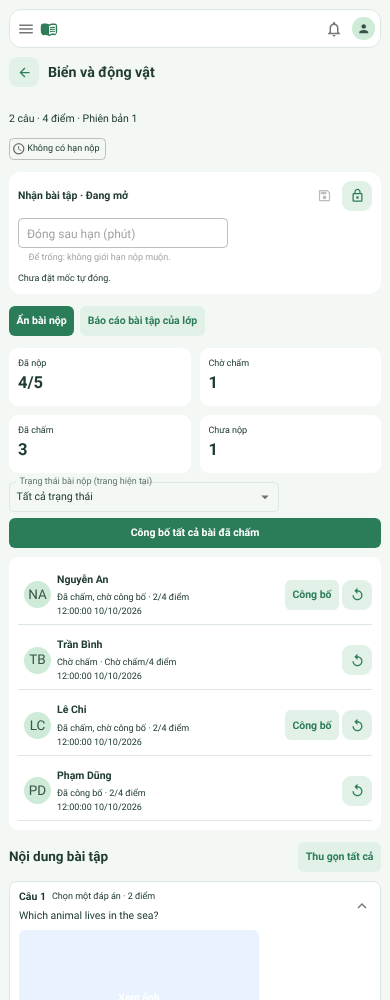 Biển và động vật
2 câu · 4 điểm · Phiên bản 1
Không có hạn nộp
Nhận bài tập · Đang mở
Đóng sau hạn (phút)
Để trống: không giới hạn nộp muộn.
Chưa đặt mốc tự đóng.
Ẩn bài nộp
Báo cáo bài tập của lớp
Đã nộp
4/5
Chờ chấm
1
Đã chấm
3
Chưa nộp
1
Trạng thái bài nộp (trang hiện tại)
Tất cả trạng thái
Công bố tất cả bài đã chấm
NA
Nguyễn An
Đã chấm, chờ công bố · 2/4 điểm
12:00:00 10/10/2026
Công bố
TB
Trần Bình
Chờ chấm · Chờ chấm/4 điểm
12:00:00 10/10/2026
LC
Lê Chi
Đã chấm, chờ công bố · 2/4 điểm
12:00:00 10/10/2026
Công bố
PD
Phạm Dũng
Đã công bố · 2/4 điểm
12:00:00 10/10/2026
Nội dung bài tập
Thu gọn tất cả
Câu 1 Chọn một đáp án · 2 điểm
Which animal lives in the sea?
Xem ảnh